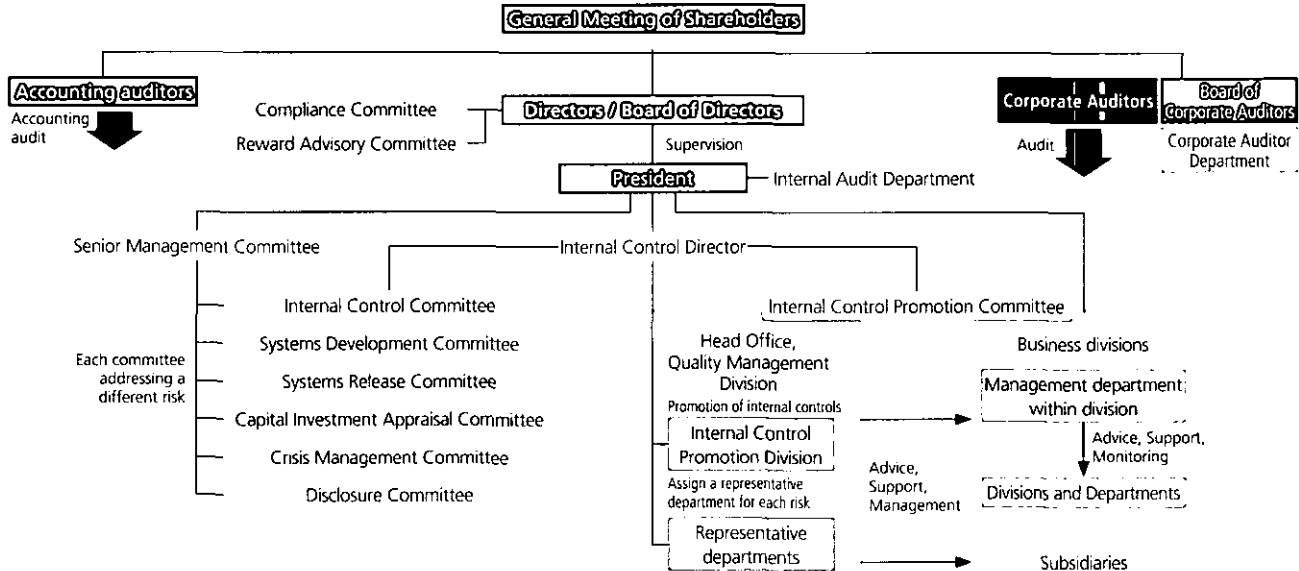 General Meeting of Shareholders
Accounting auditors
Accounting
audit
Compliance Committee
Reward Advisory Committee
Directors / Board of Directors
Supervision
Corporate Auditors
Audit
Board of
Corporate Auditors
Corporate Auditor
Department
President
Internal Audit Department
Senior Management Committee
Internal Control Director
Internal Control Committee
Systems Development Committee
Systems Release Committee
Capital Investment Appraisal Committee
Crisis Management Committee
Disclosure Committee
Each committee
addressing a
different risk
Internal Control Promotion Committee
Head Office,
Quality Management
Division
Promotion of internal controls
Internal Control
Promotion Division
Assign a representative
department for each risk
Representative
departments
Advice,
Support,
Management
Business divisions
Management department
within division
Advice, Support,
Monitoring
Divisions and Departments
Subsidiaries